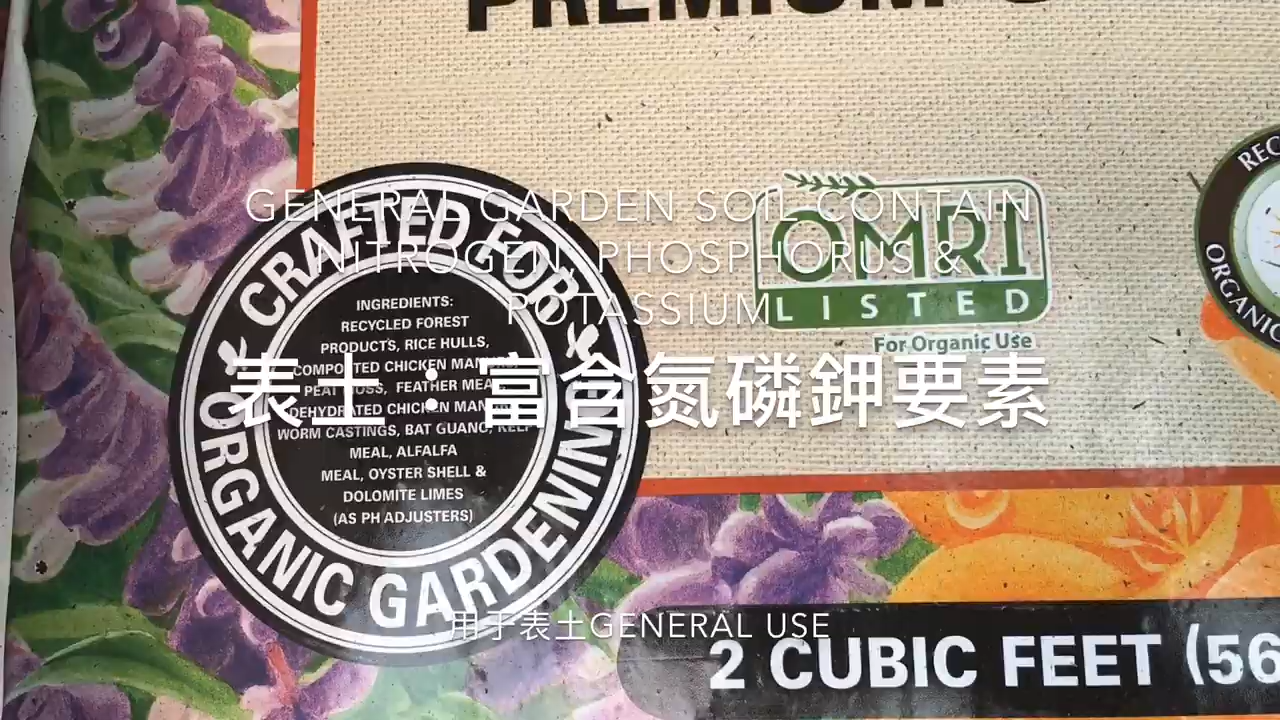 PREMIUM
CRAFTED FOR
ORGANIC GARDENING
INGREDIENTS:
RECYCLED FOREST
PRODUCTS, RICE HULLS,
COMPOSTED CHICKEN MANURE,
PEAT MOSS, FEATHER MEAL
DEHYDRATED CHICKEN MANURE
WORM CASTINGS, BAT GUANO, KELP
MEAL, ALFALFA
MEAL, OYSTER SHELL &
DOLOMITE LIMES
(AS PH ADJUSTERS)
OMRI
LISTED
For Organic Use
ORGANIC
GENERAL GARDEN SOIL CONTAIN
NITROGEN, PHOSPHORUS &
POTASSIUM
表土：富含氮磷鉀要素
用于表土GENERAL USE
2 CUBIC FEET (56